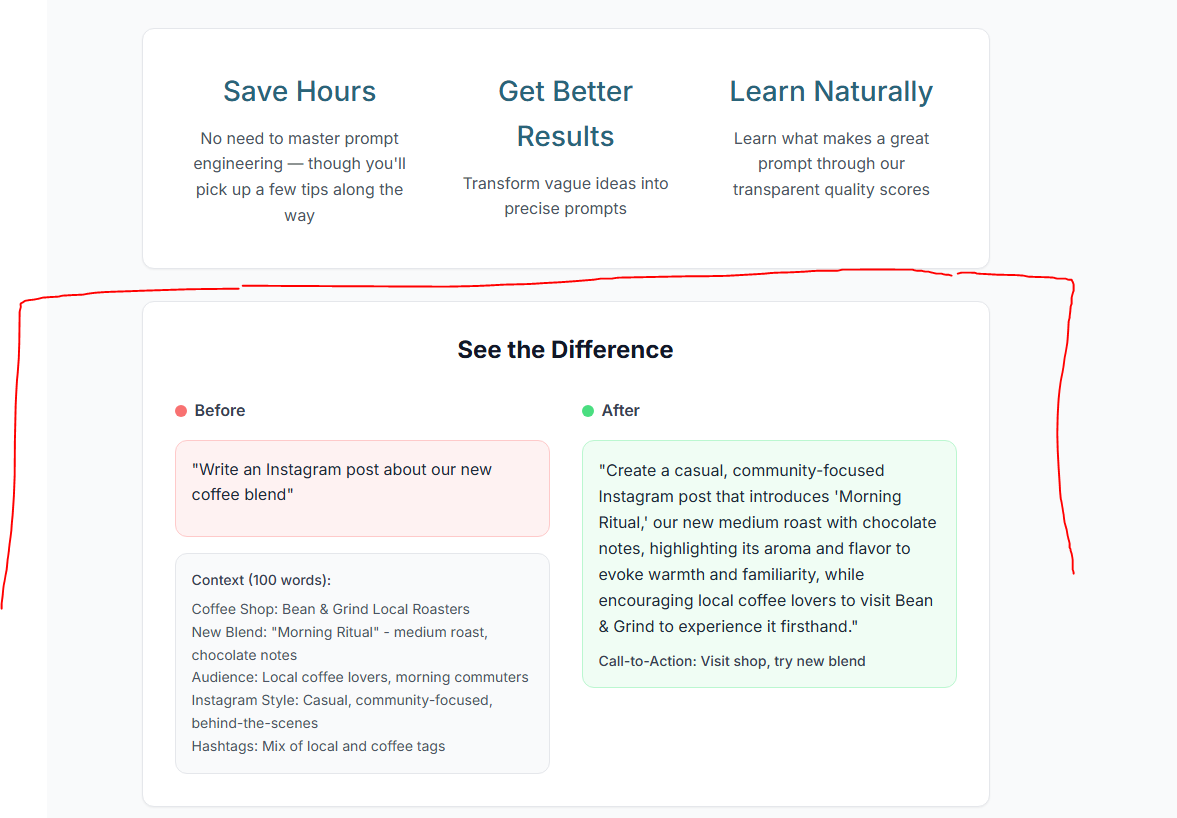 Save Hours
No need to master prompt
engineering — though you'll
pick up a few tips along the
way
Get Better
Results
Transform vague ideas into
precise prompts
Learn Naturally
Learn what makes a great
prompt through our
transparent quality scores
See the Difference
Before
"Write an Instagram post about our new
coffee blend"
Context (100 words):
Coffee Shop: Bean & Grind Local Roasters
New Blend: "Morning Ritual" - medium roast,
chocolate notes
Audience: Local coffee lovers, morning commuters
Instagram Style: Casual, community-focused,
behind-the-scenes
Hashtags: Mix of local and coffee tags
After
"Create a casual, community-focused
Instagram post that introduces 'Morning
Ritual,' our new medium roast with chocolate
notes, highlighting its aroma and flavor to
evoke warmth and familiarity, while
encouraging local coffee lovers to visit Bean
& Grind to experience it firsthand."
Call-to-Action: Visit shop, try new blend